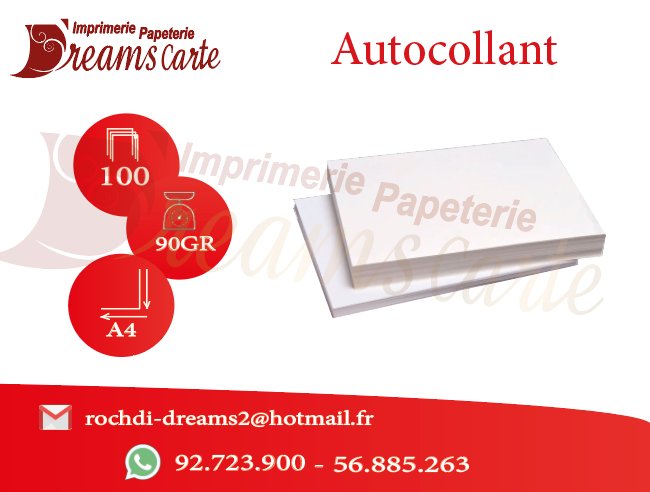 Imprimerie Papeterie
Dreams Carte
Autocollant
100
90GR
A4
Imprimerie Papeterie
Dreams Carte
rochdi-dreams2@hotmail.fr
92.723.900 - 56.885.263